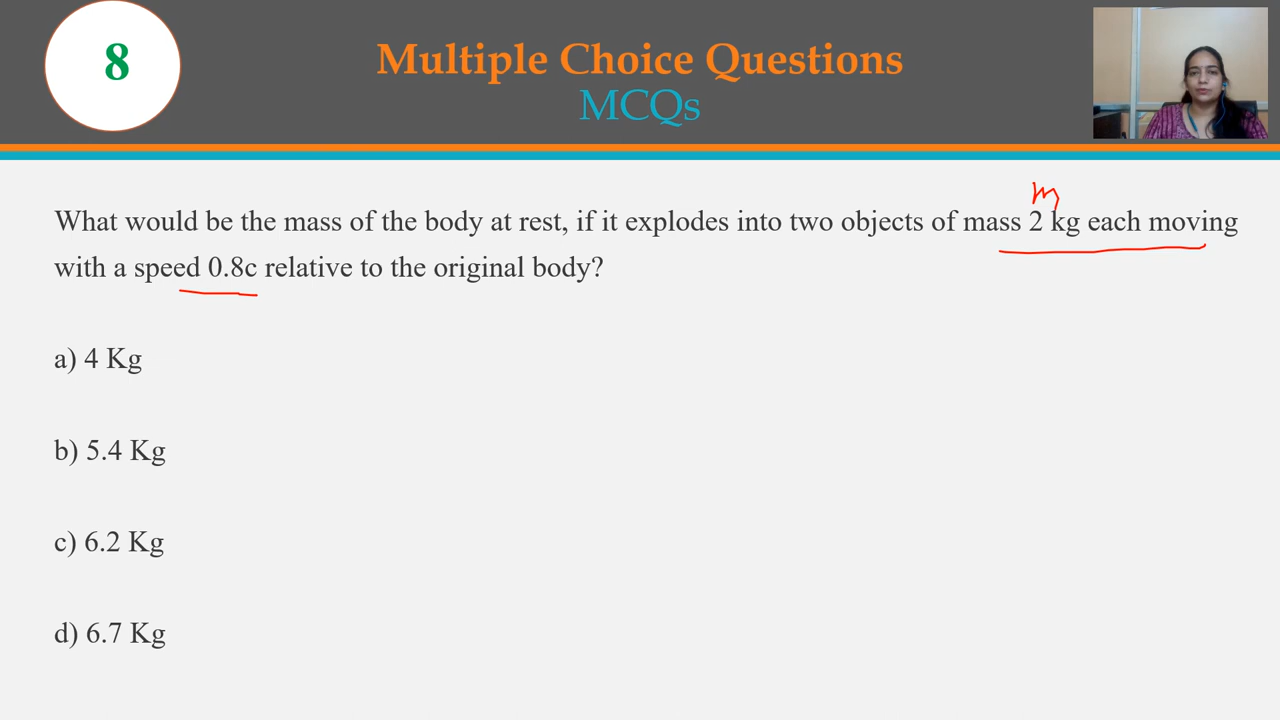 8
Multiple Choice Questions
MCQs
m
What would be the mass of the body at rest, if it explodes into two objects of mass 2 kg each moving
with a speed 0.8c relative to the original body?
a) 4 Kg
b) 5.4 Kg
c) 6.2 Kg
d) 6.7 Kg